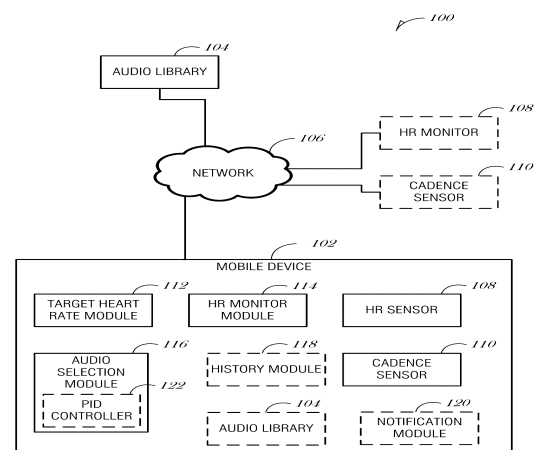 100
104
AUDIO LIBRARY
108
HR MONITOR
106
NETWORK
110
CADENCE
SENSOR
102
MOBILE DEVICE
112
TARGET HEART
RATE MODULE
114
HR MONITOR
MODULE
108
HR SENSOR
116
AUDIO
SELECTION
MODULE
122
PID
CONTROLLER
118
HISTORY MODULE
110
CADENCE
SENSOR
104
AUDIO LIBRARY
120
NOTIFICATION
MODULE